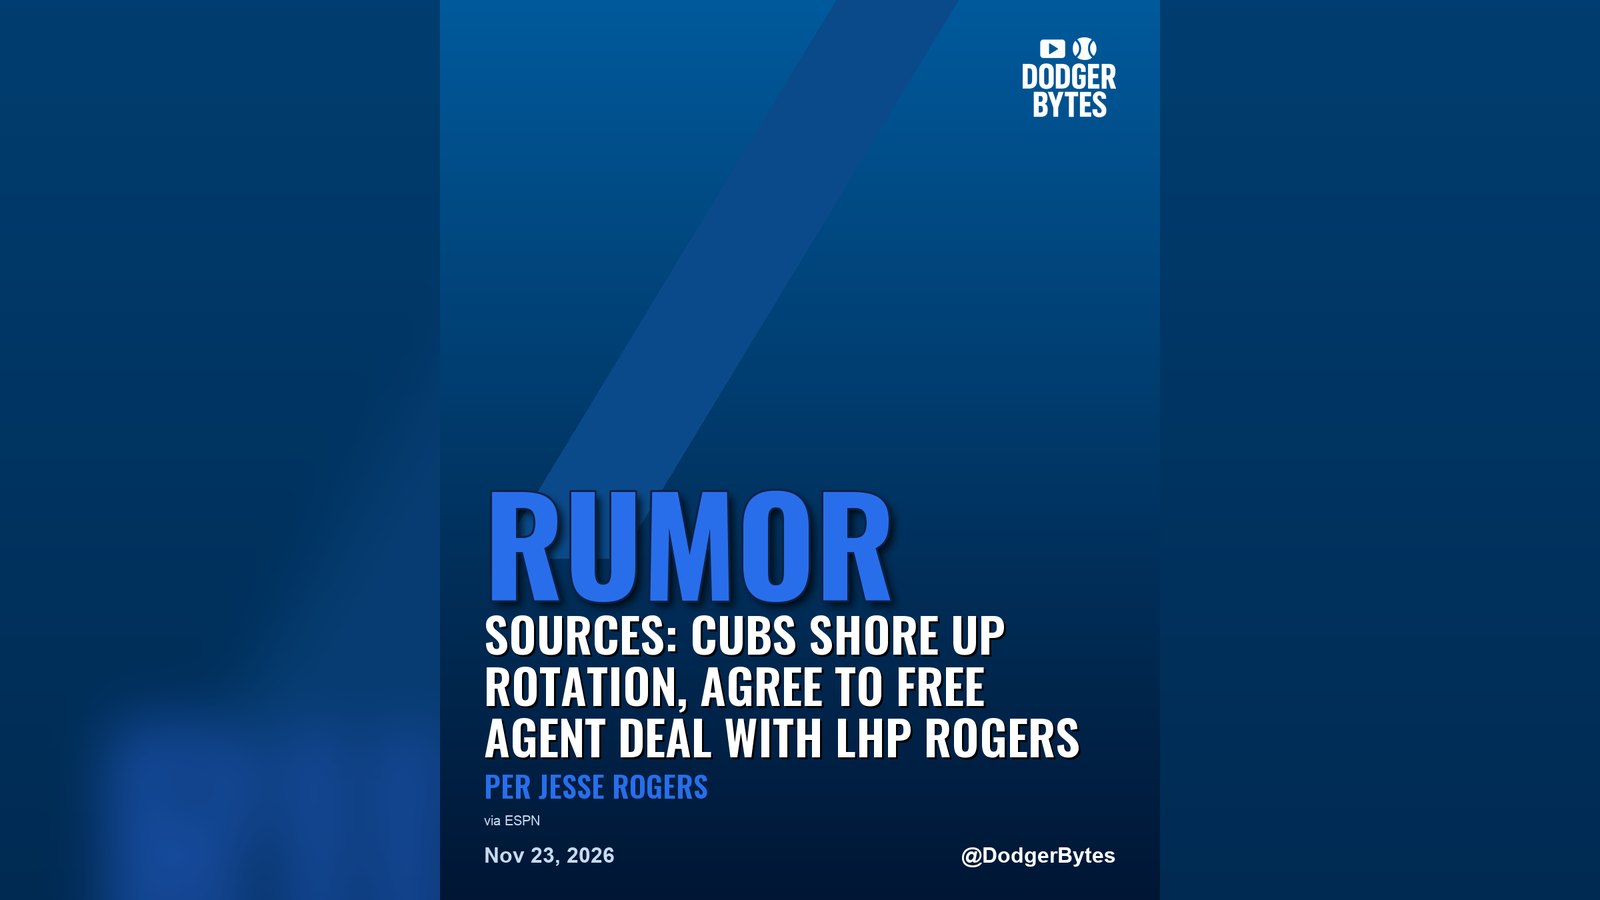 DODGER
BYTES
RUMOR
SOURCES: CUBS SHORE UP
ROTATION, AGREE TO FREE
AGENT DEAL WITH LHP ROGERS
PER JESSE ROGERS
via ESPN
Nov 23, 2026
@DodgerBytes